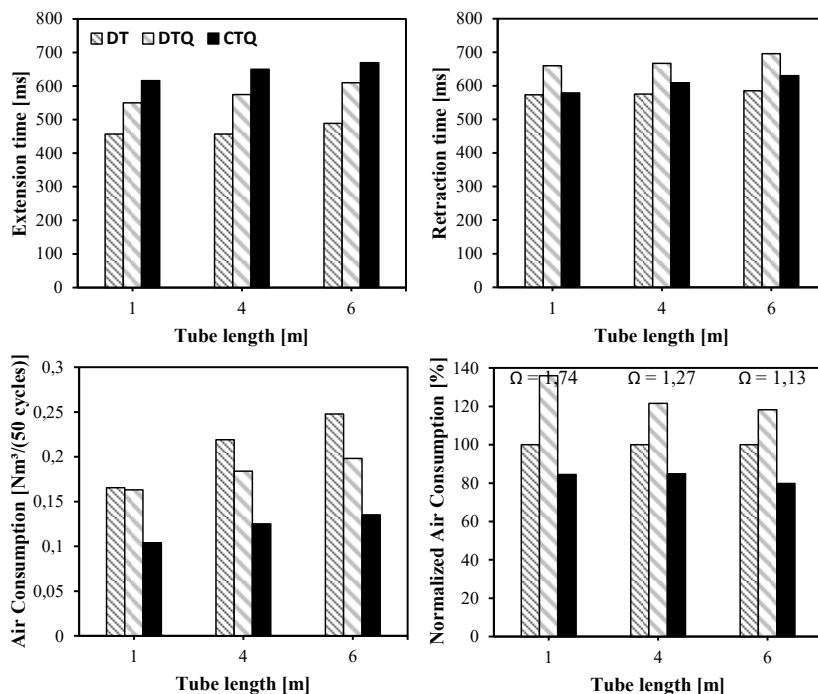 800
700
600
500
400
300
200
100
0
Extension time [ms]
DT DTQ CTQ
1 4 6
Tube length [m]
800
700
600
500
400
300
200
100
0
Retraction time [ms]
1 4 6
Tube length [m]
0,3
0,25
0,2
0,15
0,1
0,05
0
Air Consumption [Nm³/(50 cycles)]
1 4 6
Tube length [m]
140
120
100
80
60
40
20
0
Normalized Air Consumption [%]
Ω = 1,74 Ω = 1,27 Ω = 1,13
1 4 6
Tube length [m]